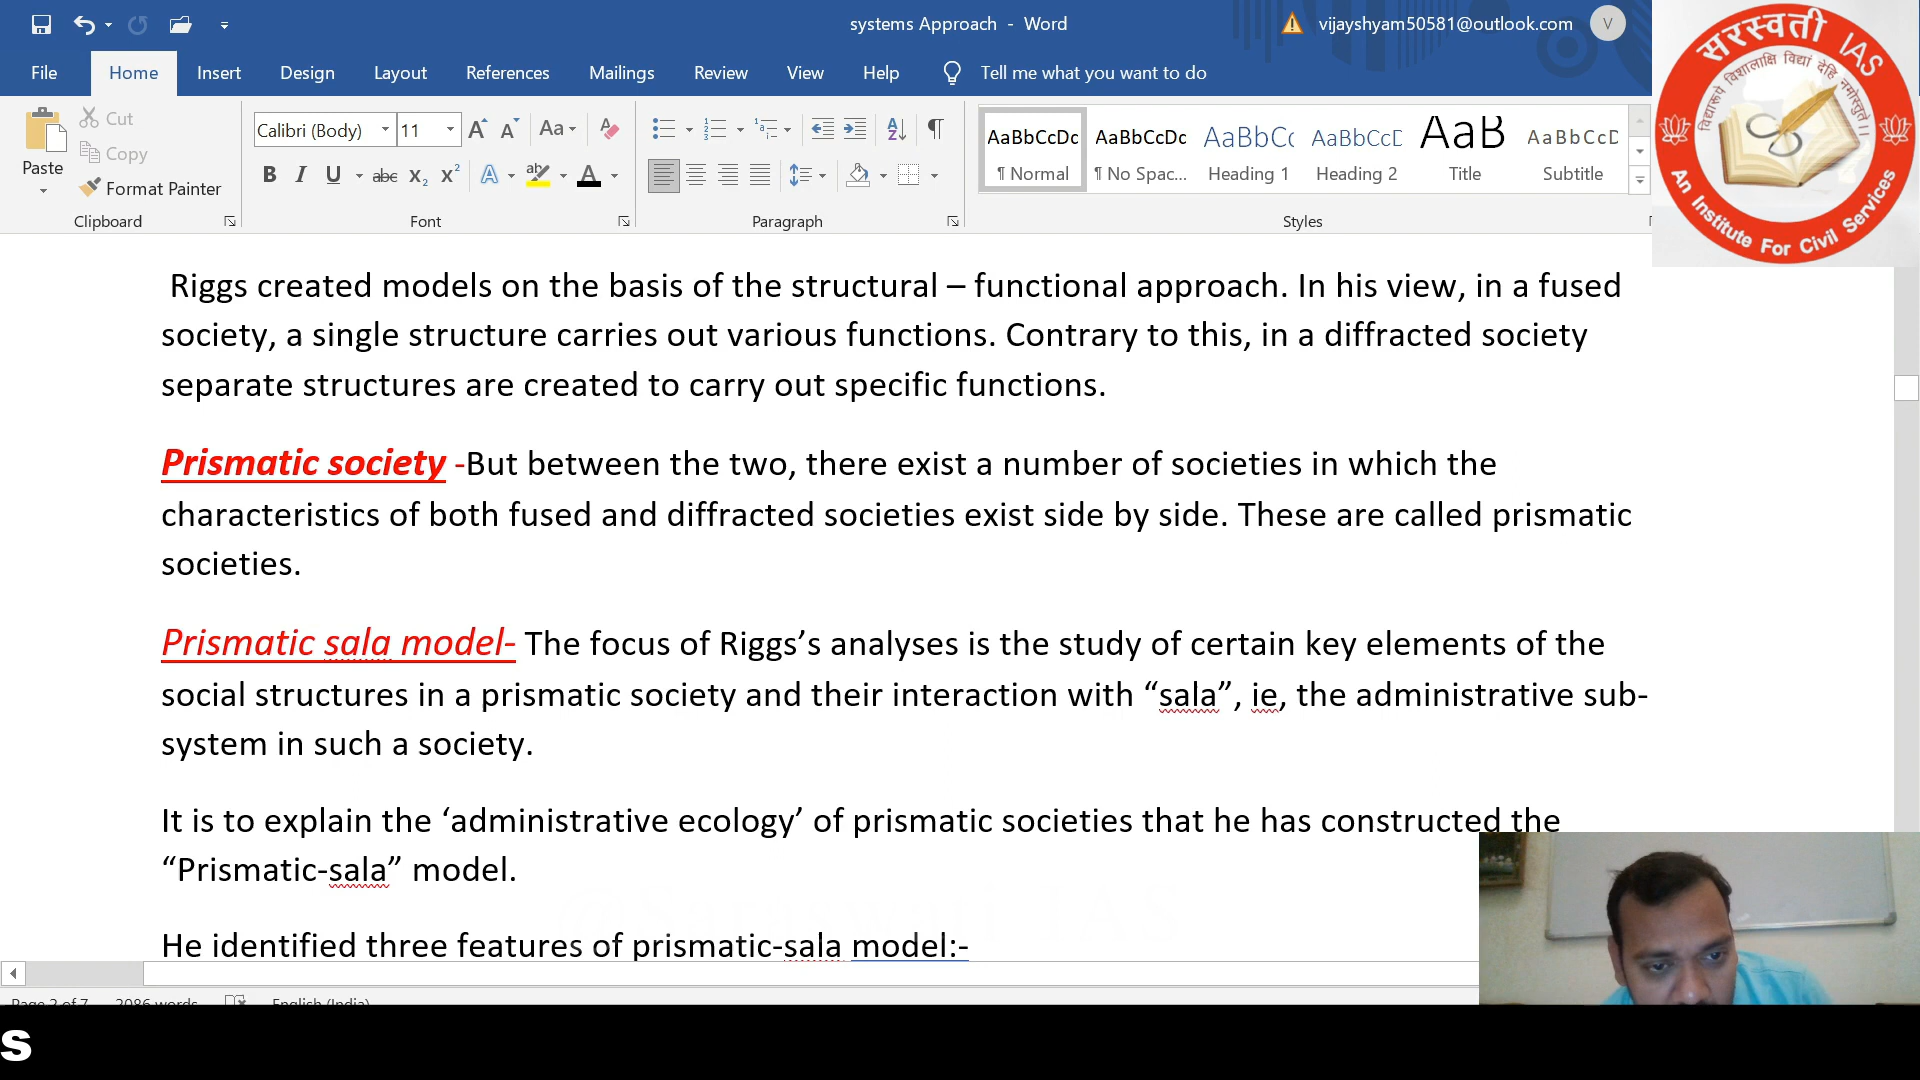 systems Approach - Word
vijayshyam50581@outlook.com
V
File Home Insert Design Layout References Mailings Review View Help Tell me what you want to do
Paste
Cut
Copy
Format Painter
Clipboard
Calibri (Body) 11
Font
Paragraph
AaBbCcDc AaBbCcDc AaBbC AaBbCcD AaB AaBbCcD
¶ Normal ¶ No Spac... Heading 1 Heading 2 Title Subtitle
Styles
सरस्वती IAS
विद्यारूपे विशालाक्षि विद्यां देहि नमोस्तुते।।
An Institute For Civil Services
Riggs created models on the basis of the structural – functional approach. In his view, in a fused
society, a single structure carries out various functions. Contrary to this, in a diffracted society
separate structures are created to carry out specific functions.
Prismatic society -But between the two, there exist a number of societies in which the
characteristics of both fused and diffracted societies exist side by side. These are called prismatic
societies.
Prismatic sala model- The focus of Riggs’s analyses is the study of certain key elements of the
social structures in a prismatic society and their interaction with “sala”, ie, the administrative sub-
system in such a society.
It is to explain the ‘administrative ecology’ of prismatic societies that he has constructed the
“Prismatic-sala” model.
He identified three features of prismatic-sala model:-
Page 2 of 7 2086 words English (India)
s